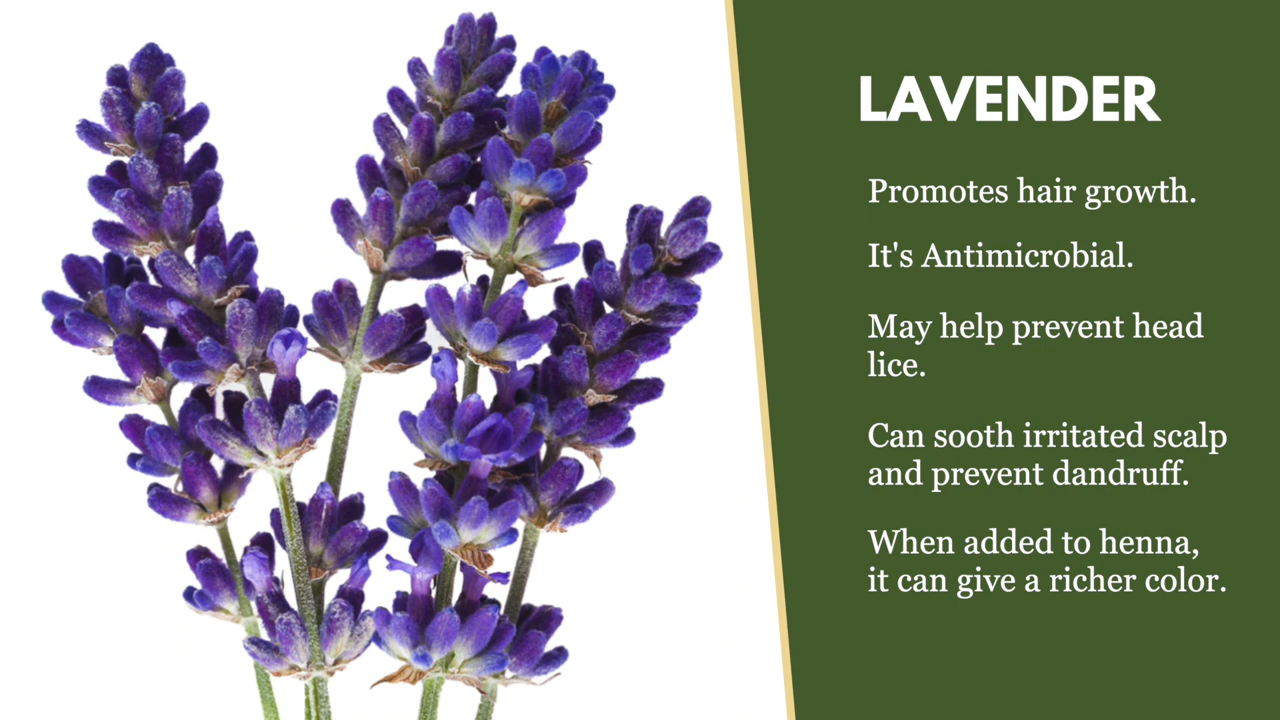 LAVENDER
Promotes hair growth.
It's Antimicrobial.
May help prevent head
lice.
Can sooth irritated scalp
and prevent dandruff.
When added to henna,
it can give a richer color.